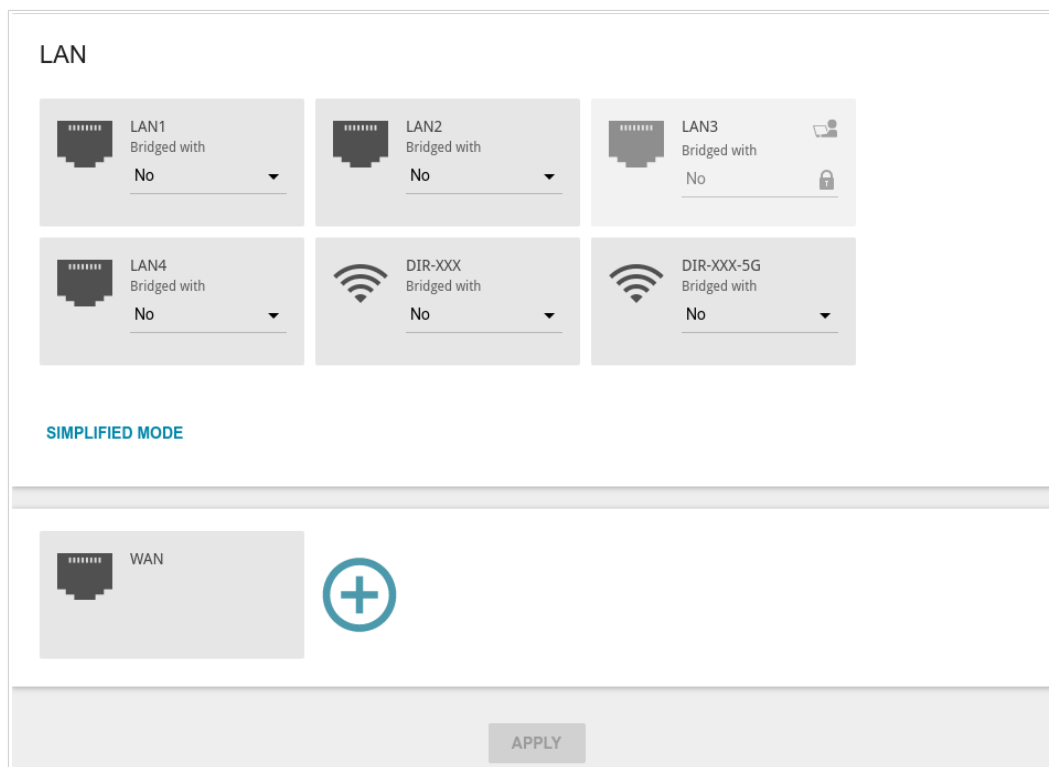 LAN
LAN1
Bridged with
No
LAN2
Bridged with
No
LAN3
Bridged with
No
LAN4
Bridged with
No
DIR-XXX
Bridged with
No
DIR-XXX-5G
Bridged with
No
SIMPLIFIED MODE
WAN
APPLY